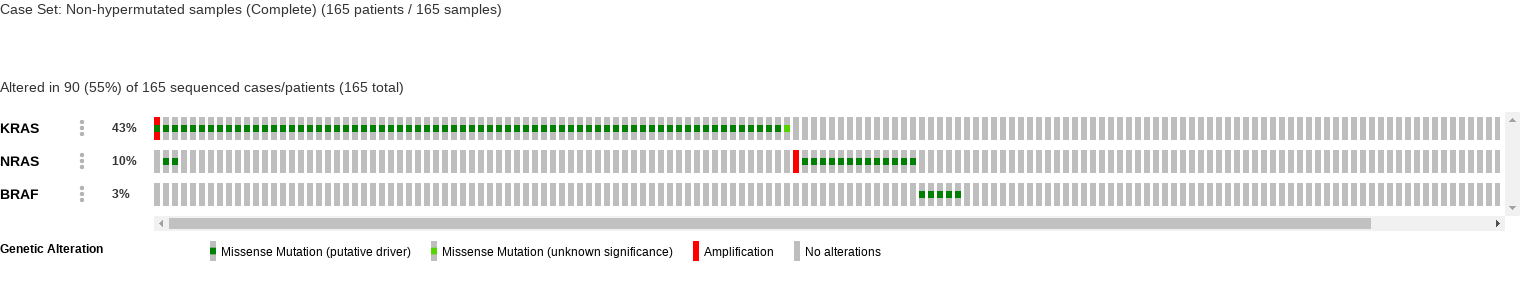 Case Set: Non-hypermutated samples (Complete) (165 patients / 165 samples)
Altered in 90 (55%) of 165 sequenced cases/patients (165 total)
KRAS 43%
NRAS 10%
BRAF 3%
Genetic Alteration Missense Mutation (putative driver) Missense Mutation (unknown significance) Amplification No alterations